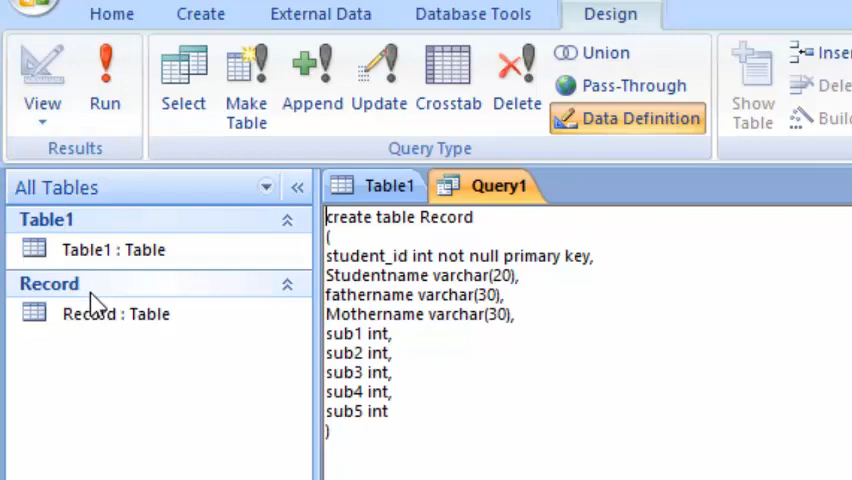 Home Create External Data Database Tools Design
View Run Select Make Table Append Update Crosstab Delete
Union
Pass-Through
Data Definition
Show Table
Inser
Dele
Buil
Results Query Type
All Tables
Table1
Table1 : Table
Record
Record : Table
Table1 Query1
create table Record
(
student_id int not null primary key,
Studentname varchar(20),
fathername varchar(30),
Mothername varchar(30),
sub1 int,
sub2 int,
sub3 int,
sub4 int,
sub5 int
)